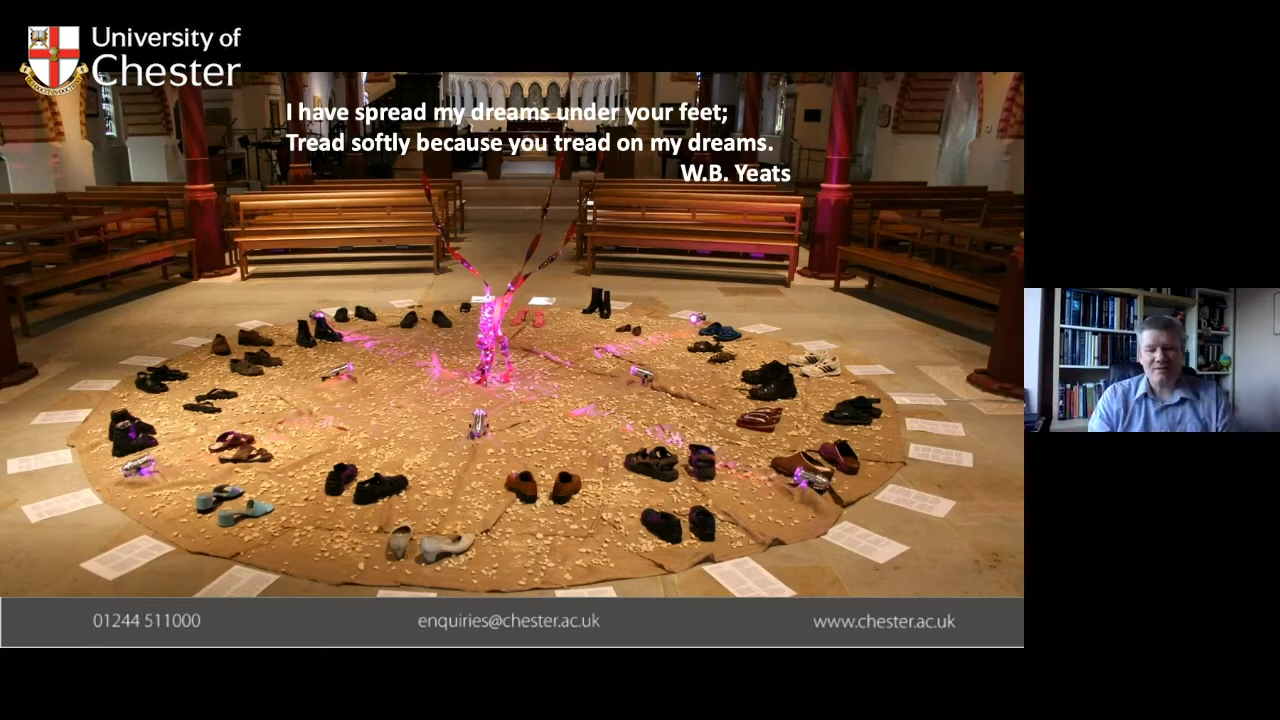 University of
Chester
I have spread my dreams under your feet;
Tread softly because you tread on my dreams.
W.B. Yeats
01244 511000
enquiries@chester.ac.uk
www.chester.ac.uk